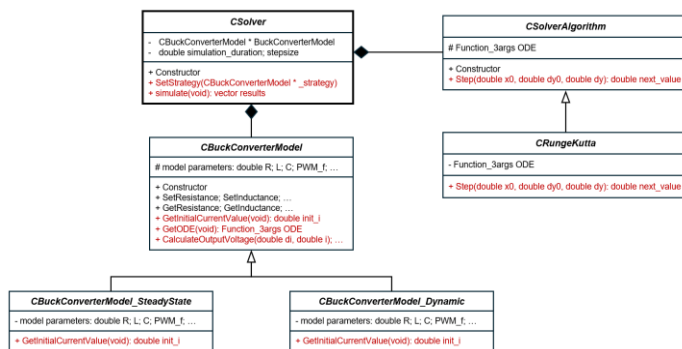 CSolver
- CBuckConverterModel * BuckConverterModel
- double simulation_duration; stepsize
+ Constructor
+ SetStrategy(CBuckConverterModel * _strategy)
+ simulate(void): vector results
CSolverAlgorithm
# Function_3args ODE
+ Constructor
+ Step(double x0, double dy0, double dy): double next_value
CBuckConverterModel
# model parameters: double R; L; C; PWM_f; …
+ Constructor
+ SetResistance; SetInductance; …
+ GetResistance; GetInductance; …
+ GetInitialCurrentValue(void): double init_i
+ GetODE(void): Function_3args ODE
+ CalculateOutputVoltage(double di, double i); …
CRungeKutta
- Function_3args ODE
+ Step(double x0, double dy0, double dy): double next_value
CBuckConverterModel_SteadyState
- model parameters: double R; L; C; PWM_f; …
+ GetInitialCurrentValue(void): double init_i
CBuckConverterModel_Dynamic
- model parameters: double R; L; C; PWM_f; …
+ GetInitialCurrentValue(void): double init_i